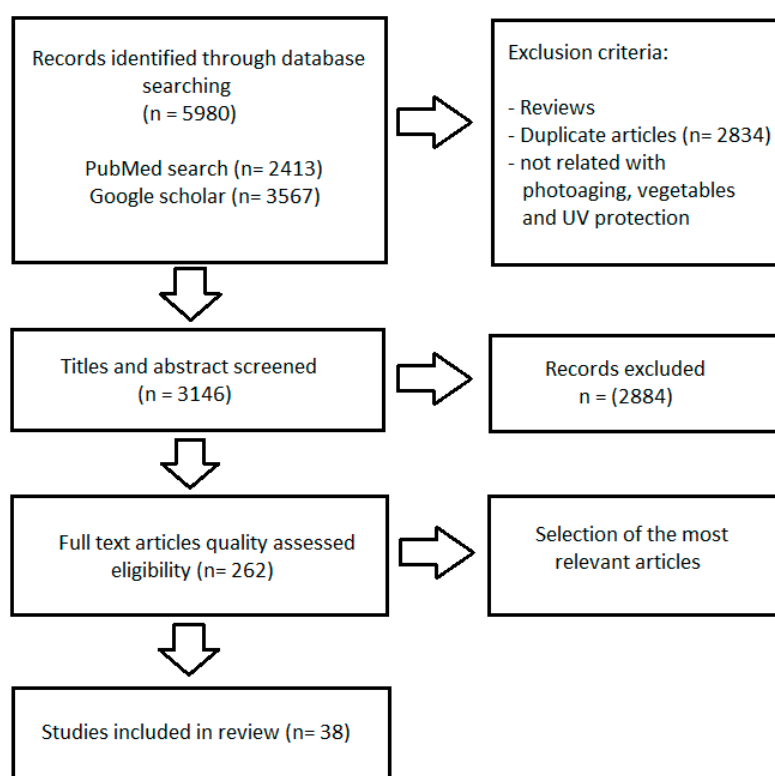 Records identified through database
searching
(n = 5980)
PubMed search (n= 2413)
Google scholar (n= 3567)
Exclusion criteria:
- Reviews
- Duplicate articles (n= 2834)
- not related with
photoaging, vegetables
and UV protection
Titles and abstract screened
(n = 3146)
Records excluded
n = (2884)
Full text articles quality assessed
eligibility (n= 262)
Selection of the most
relevant articles
Studies included in review (n= 38)